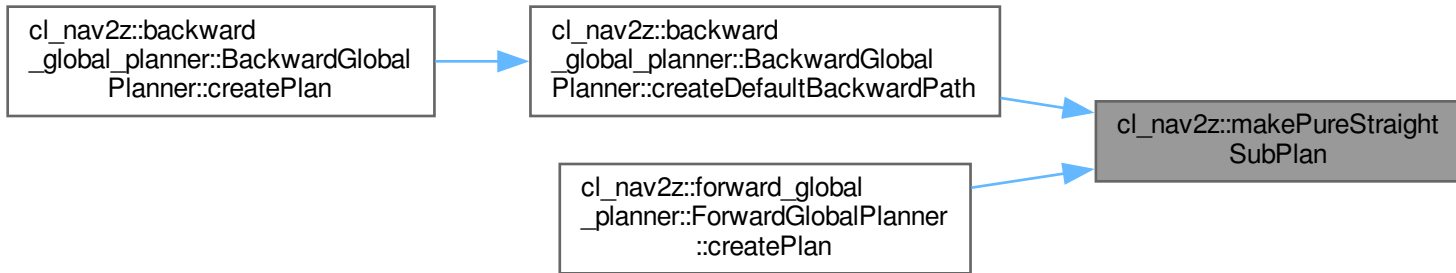 cl_nav2z::backward
_global_planner::BackwardGlobal
Planner::createPlan
cl_nav2z::backward
_global_planner::BackwardGlobal
Planner::createDefaultBackwardPath
cl_nav2z::makePureStraight
SubPlan
cl_nav2z::forward_global
_planner::ForwardGlobalPlanner
::createPlan